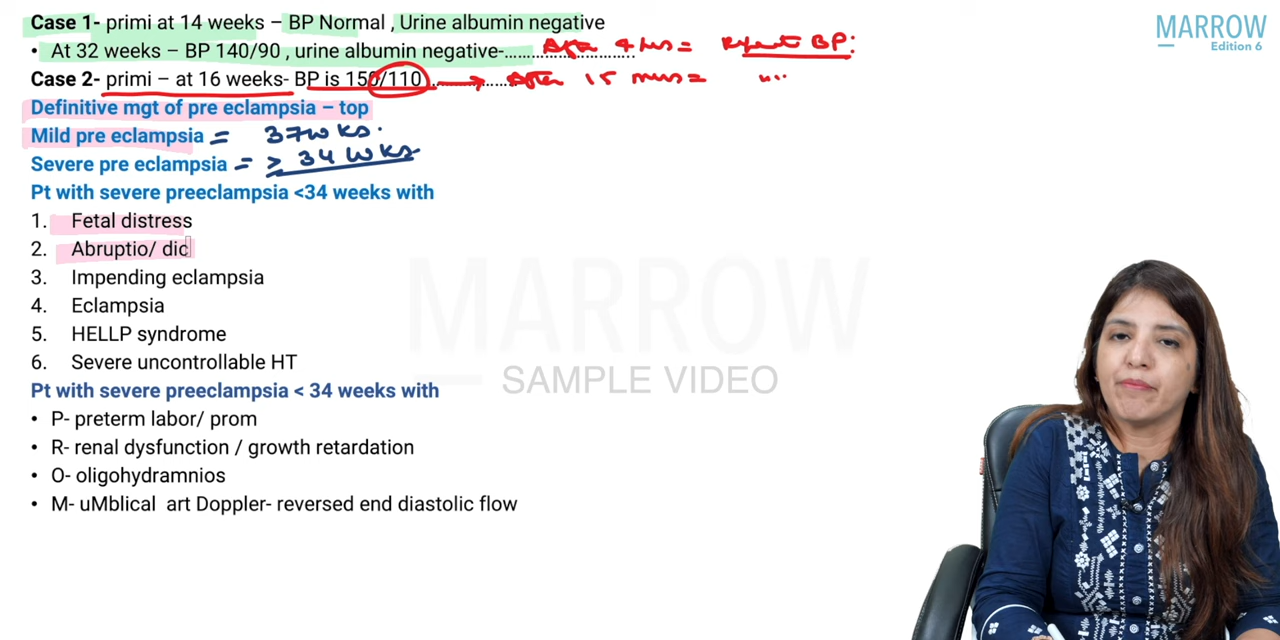 MARROW
Edition 6
Case 1- primi at 14 weeks – BP Normal , Urine albumin negative
• At 32 weeks – BP 140/90 , urine albumin negative-........................... After 4 hrs = Repeat BP:
Case 2- primi – at 16 weeks- BP is 150/110 ................ After 15 mins = "..
Definitive mgt of pre eclampsia – top
Mild pre eclampsia = 37 wks.
Severe pre eclampsia = ≥ 34 wks
Pt with severe preeclampsia <34 weeks with
1. Fetal distress
2. Abruptio/ dic
3. Impending eclampsia
4. Eclampsia
5. HELLP syndrome
6. Severe uncontrollable HT
Pt with severe preeclampsia < 34 weeks with
• P- preterm labor/ prom
• R- renal dysfunction / growth retardation
• O- oligohydramnios
• M- uMblical art Doppler- reversed end diastolic flow
MARROW
SAMPLE VIDEO